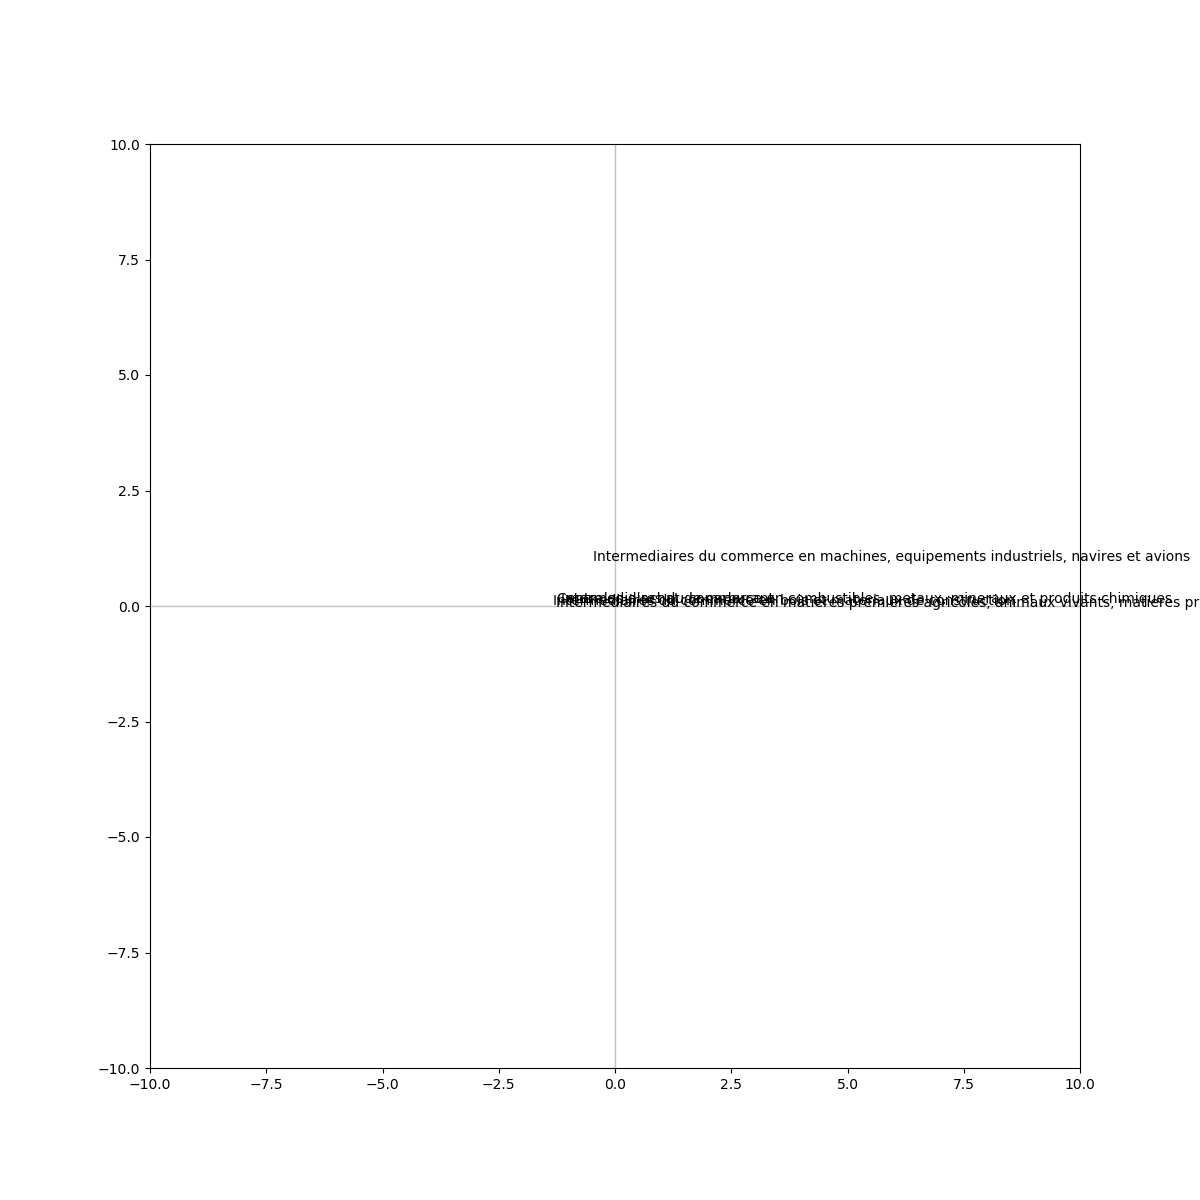 10.0
7.5
5.0
2.5
Intermediaires du commerce en machines, equipements industriels, navires et avions
combustibles, metaux, mineraux et produits chimiques
0.0
Intermediaires du commerce en matieres premieres agricoles, animaux vivants, matieres pr
−2.5
−5.0
−7.5
−10.0
−10.0 −7.5 −5.0 −2.5 0.0 2.5 5.0 7.5 10.0